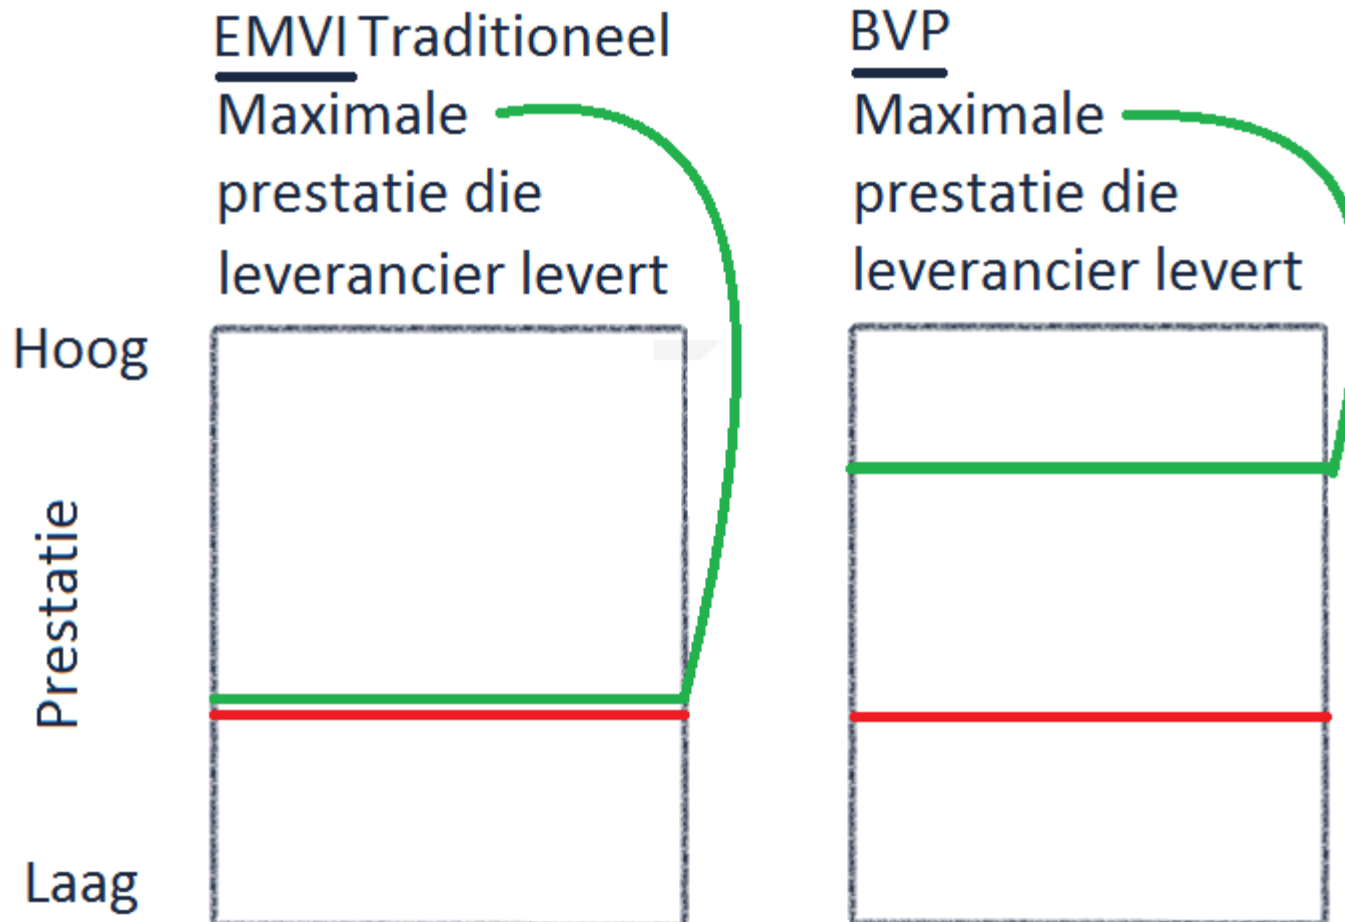 EMVI Traditioneel
Maximale
prestatie die
leverancier levert
BVP
Maximale
prestatie die
leverancier levert
Hoog
Prestatie
Laag